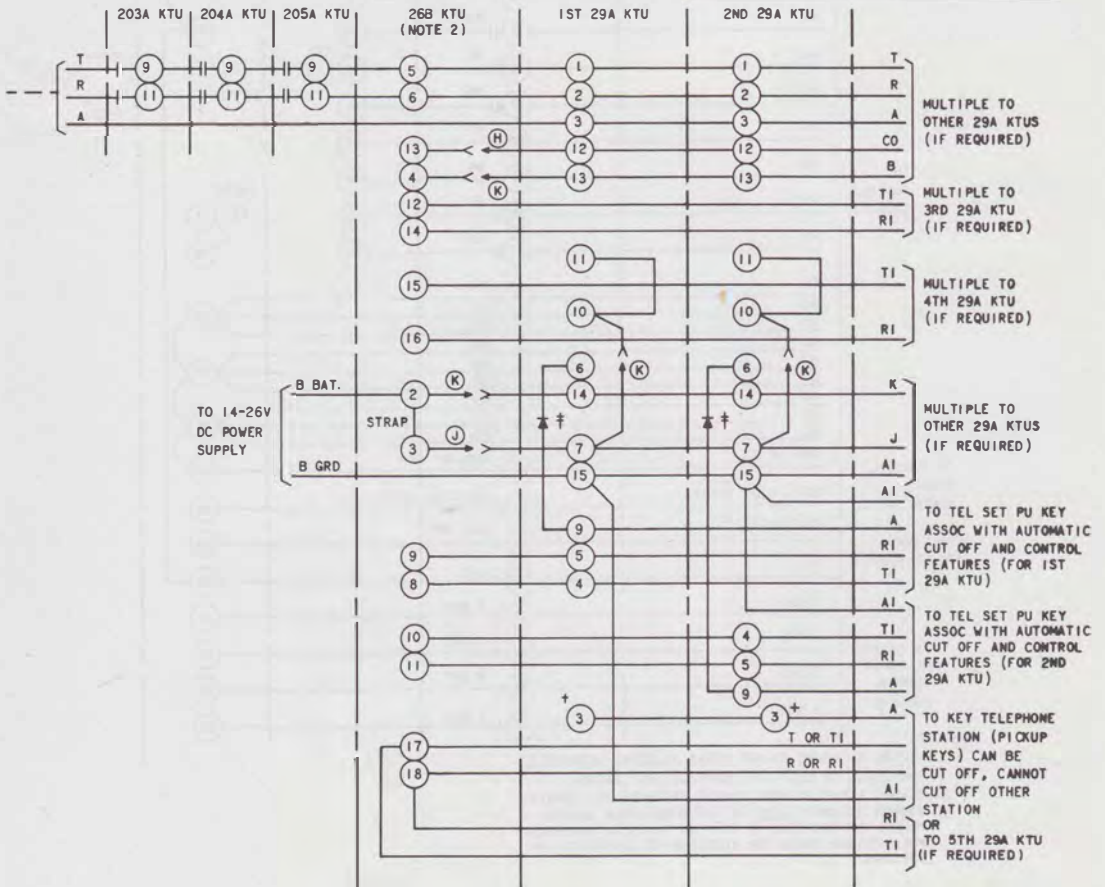 203A KTU 204A KTU 205A KTU 26B KTU 1ST 29A KTU 2ND 29A KTU
(NOTE 2)
T 9 9 9 5 1 1 T
R 11 11 11 6 2 2 R
A 3 3 A
13 H 12 12 CO
4 K 13 13 B
MULTIPLE TO
OTHER 29A KTUS
(IF REQUIRED)
12 T1
14 R1
MULTIPLE TO
3RD 29A KTU
(IF REQUIRED)
11 11
15 T1
10 10
16 R1
MULTIPLE TO
4TH 29A KTU
(IF REQUIRED)
K K
6 6
B BAT. 2 K 14 14 K
STRAP ‡ ‡
3 J 7 7 J
B GRD 15 15 A1
TO 14-26V
DC POWER
SUPPLY
MULTIPLE TO
OTHER 29A KTUS
(IF REQUIRED)
A1
9 A
9 5 R1
8 4 T1
TO TEL SET PU KEY
ASSOC WITH AUTOMATIC
CUT OFF AND CONTROL
FEATURES (FOR 1ST
29A KTU)
A1
10 4 T1
11 5 R1
9 A
TO TEL SET PU KEY
ASSOC WITH AUTOMATIC
CUT OFF AND CONTROL
FEATURES (FOR 2ND
29A KTU)
† 3 3 + A
17 T OR T1
18 R OR R1
A1
TO KEY TELEPHONE
STATION (PICKUP
KEYS) CAN BE
CUT OFF, CANNOT
CUT OFF OTHER
STATION
OR
R1
T1
TO 5TH 29A KTU
(IF REQUIRED)